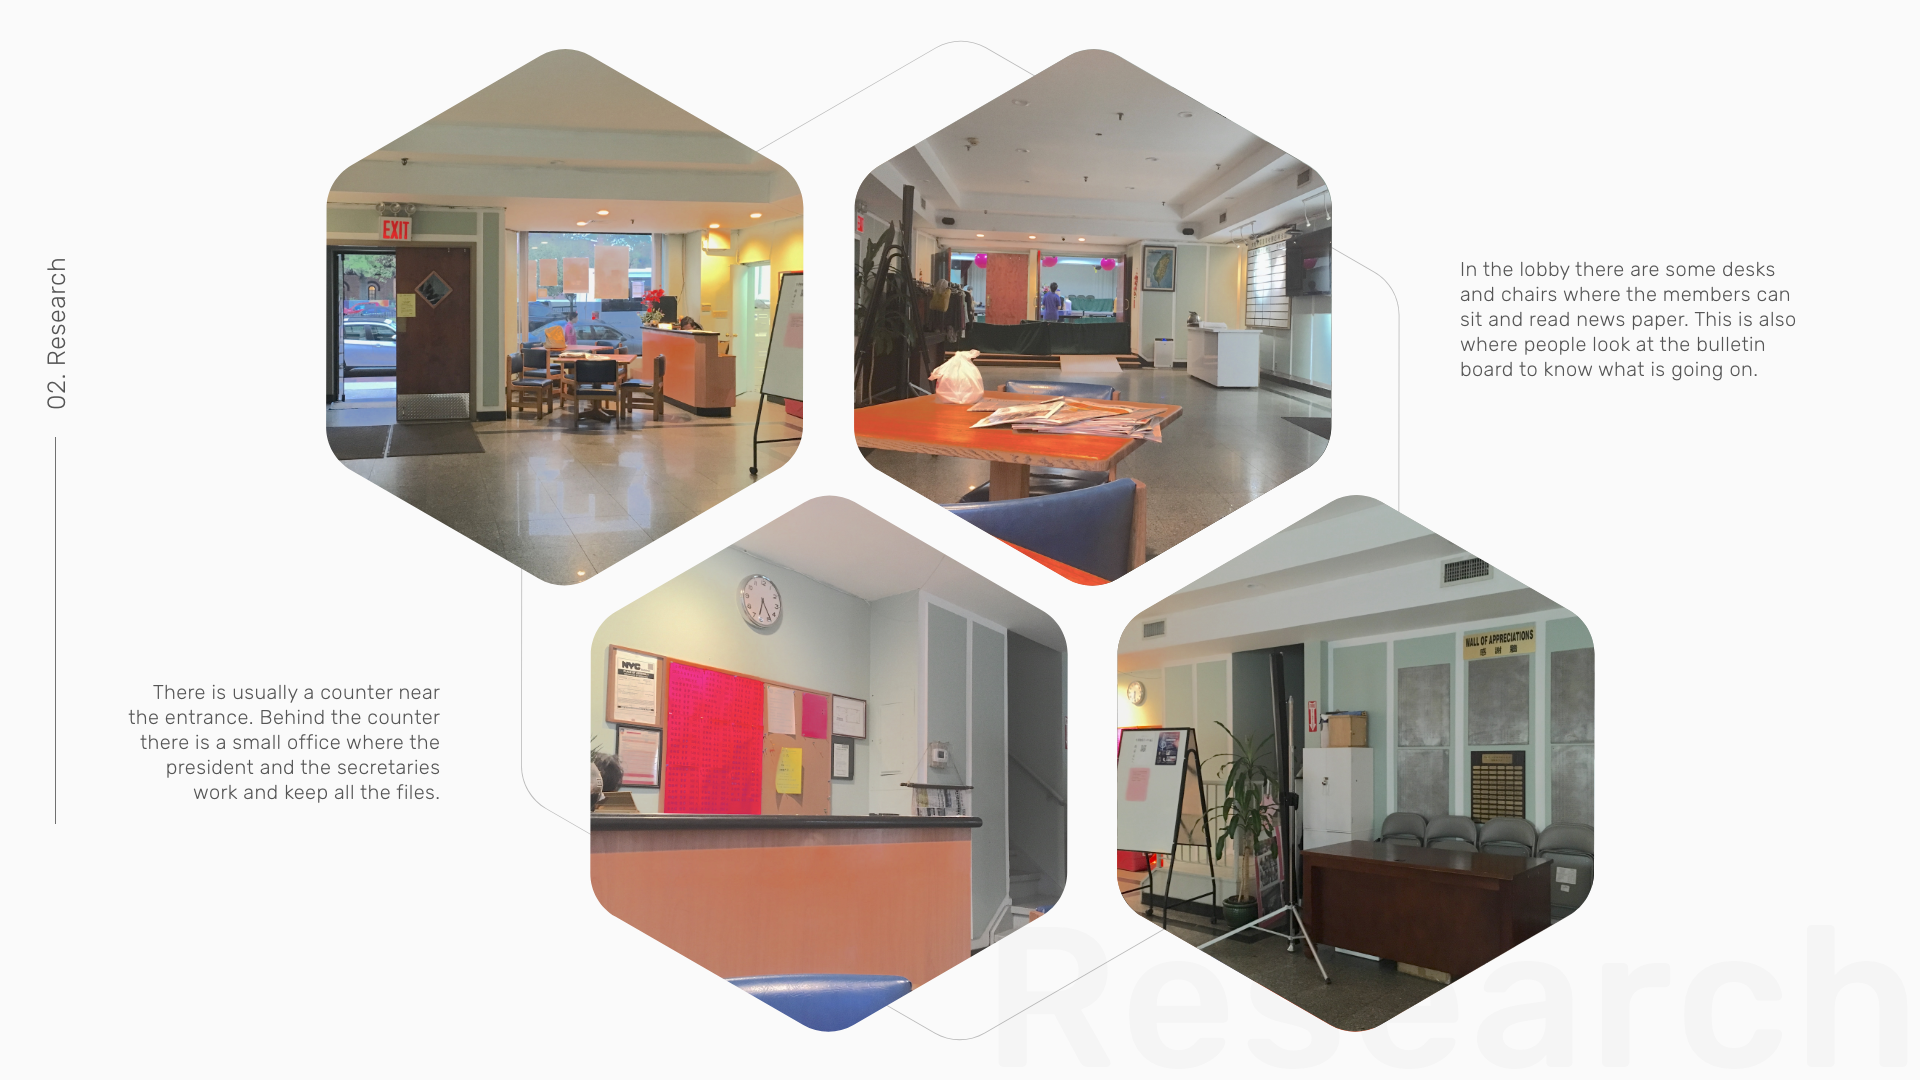 02. Research
EXIT
In the lobby there are some desks
and chairs where the members can
sit and read news paper. This is also
where people look at the bulletin
board to know what is going on.
There is usually a counter near
the entrance. Behind the counter
there is a small office where the
president and the secretaries
work and keep all the files.
NYC
WALL OF APPRECIATIONS
Research